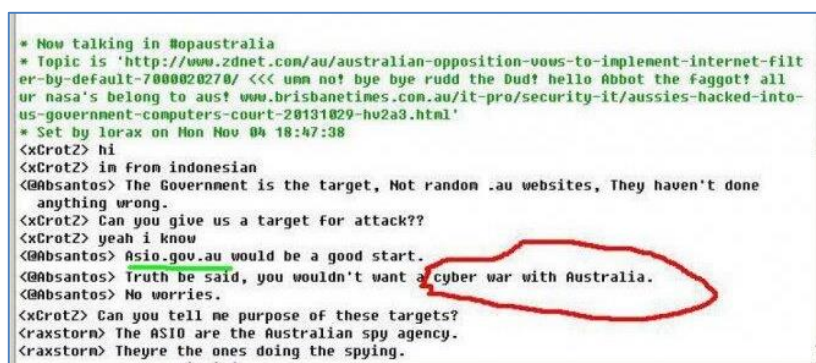 * Now talking in #opaustralia
* Topic is 'http://www.zdnet.com/au/australian-opposition-vows-to-implement-internet-filt
er-by-default-7000020270/ <<< umm no! bye bye rudd the Dud! hello Abbot the faggot! all
ur nasa's belong to aus! www.brisbanetimes.com.au/it-pro/security-it/aussies-hacked-into-
us-government-computers-court-20131029-hv2a3.html'
* Set by lorax on Mon Nov 04 18:47:38
<xCrotZ> hi
<xCrotZ> im from indonesian
<@Absantos> The Government is the target, Not random .au websites, They haven't done
anything wrong.
<xCrotZ> Can you give us a target for attack??
<xCrotZ> yeah i know
<@Absantos> Asio.gov.au would be a good start.
<@Absantos> Truth be said, you wouldn't want a cyber war with Australia.
<@Absantos> No worries.
<xCrotZ> Can you tell me purpose of these targets?
<raxstorm> The ASIO are the Australian spy agency.
<raxstorm> Theyre the ones doing the spying.